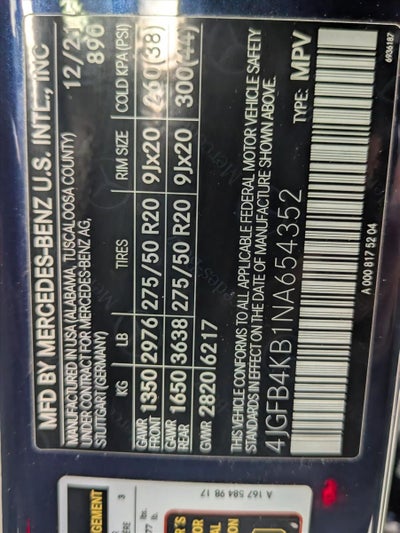 MFD BY MERCEDES-BENZ U.S. INTL., INC
MANUFACTURED IN USA (ALABAMA, TUSCALOOSA COUNTY)
UNDER CONTRACT FOR MERCEDES-BENZ AG,
STUTTGART (GERMANY)
12/21
890
KG LB TIRES RIM SIZE COLD KPA (PSI)
GAWR FRONT 1350 2976 275/50 R20 9Jx20 260(38)
GAWR REAR 1650 3638 275/50 R20 9Jx20 300(44)
GVWR 2820 6217
THIS VEHICLE CONFORMS TO ALL APPLICABLE FEDERAL MOTOR VEHICLE SAFETY
STANDARDS IN EFFECT ON THE DATE OF MANUFACTURE SHOWN ABOVE.
4JGFB4KB1NA654352 TYPE: MPV
A 000 817 52 04
6936187
A 167 584 98 17
3